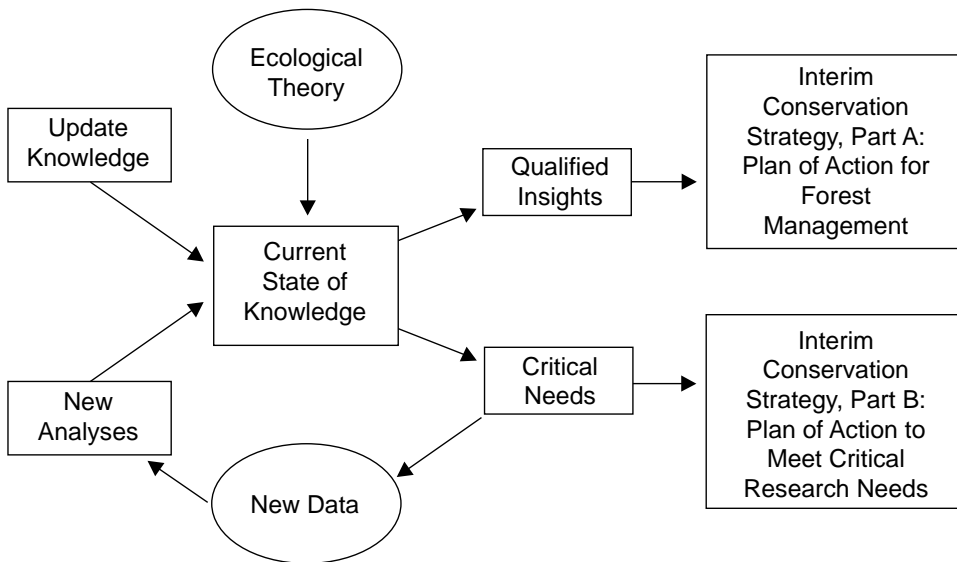 Ecological
Theory
Update
Knowledge
Current
State of
Knowledge
Qualified
Insights
Interim
Conservation
Strategy, Part A:
Plan of Action for
Forest
Management
New
Analyses
New Data
Critical
Needs
Interim
Conservation
Strategy, Part B:
Plan of Action to
Meet Critical
Research Needs